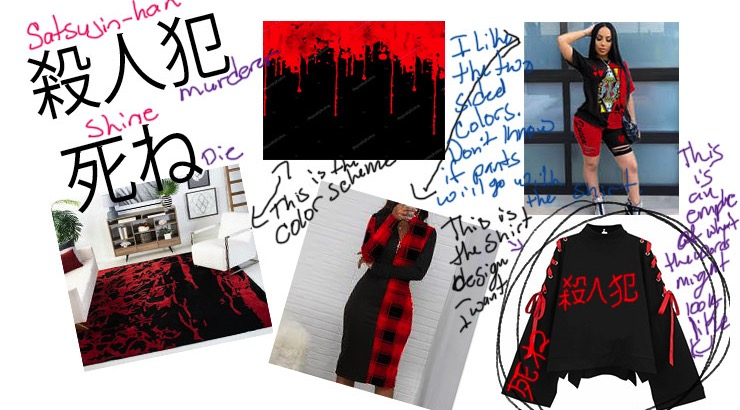 Satsujin-han
殺人犯
murderer
Shine
死ね
Die
This is the
color scheme
I like
the two
sided
colors.
Don't know
if pants
will go with
the shirt
This is
the shirt
design
I want
This
is
an
exmple
of what
the words
might
look
like
殺人犯
死ね